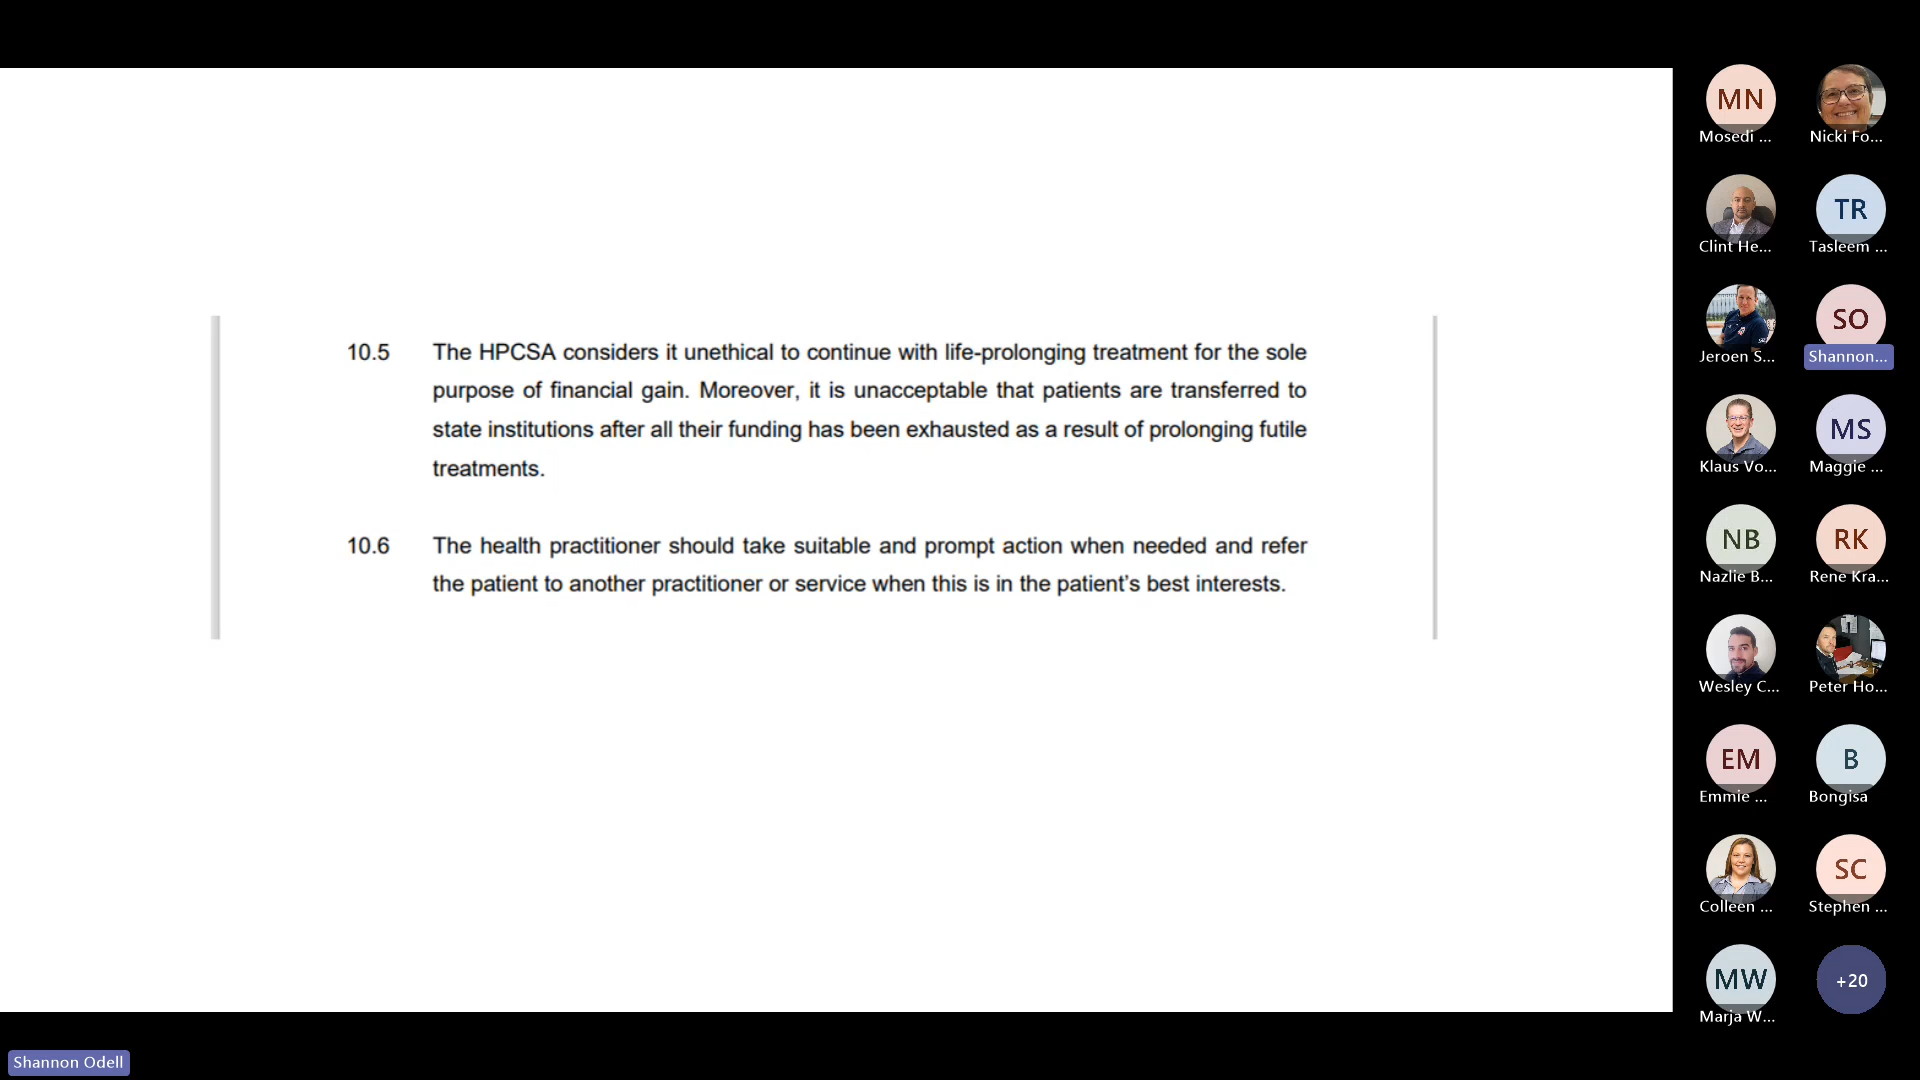 10.5 The HPCSA considers it unethical to continue with life-prolonging treatment for the sole
purpose of financial gain. Moreover, it is unacceptable that patients are transferred to
state institutions after all their funding has been exhausted as a result of prolonging futile
treatments.
10.6 The health practitioner should take suitable and prompt action when needed and refer
the patient to another practitioner or service when this is in the patient's best interests.
MN
Mosedi ...
Nicki Fo...
Clint He...
TR
Tasleem ...
Jeroen S...
SO
Shannon...
Klaus Vo...
MS
Maggie ...
NB
Nazlie B...
RK
Rene Kra...
Wesley C...
Peter Ho...
EM
Emmie ...
B
Bongisa
Colleen ...
SC
Stephen ...
MW
Marja W...
+20
Shannon Odell